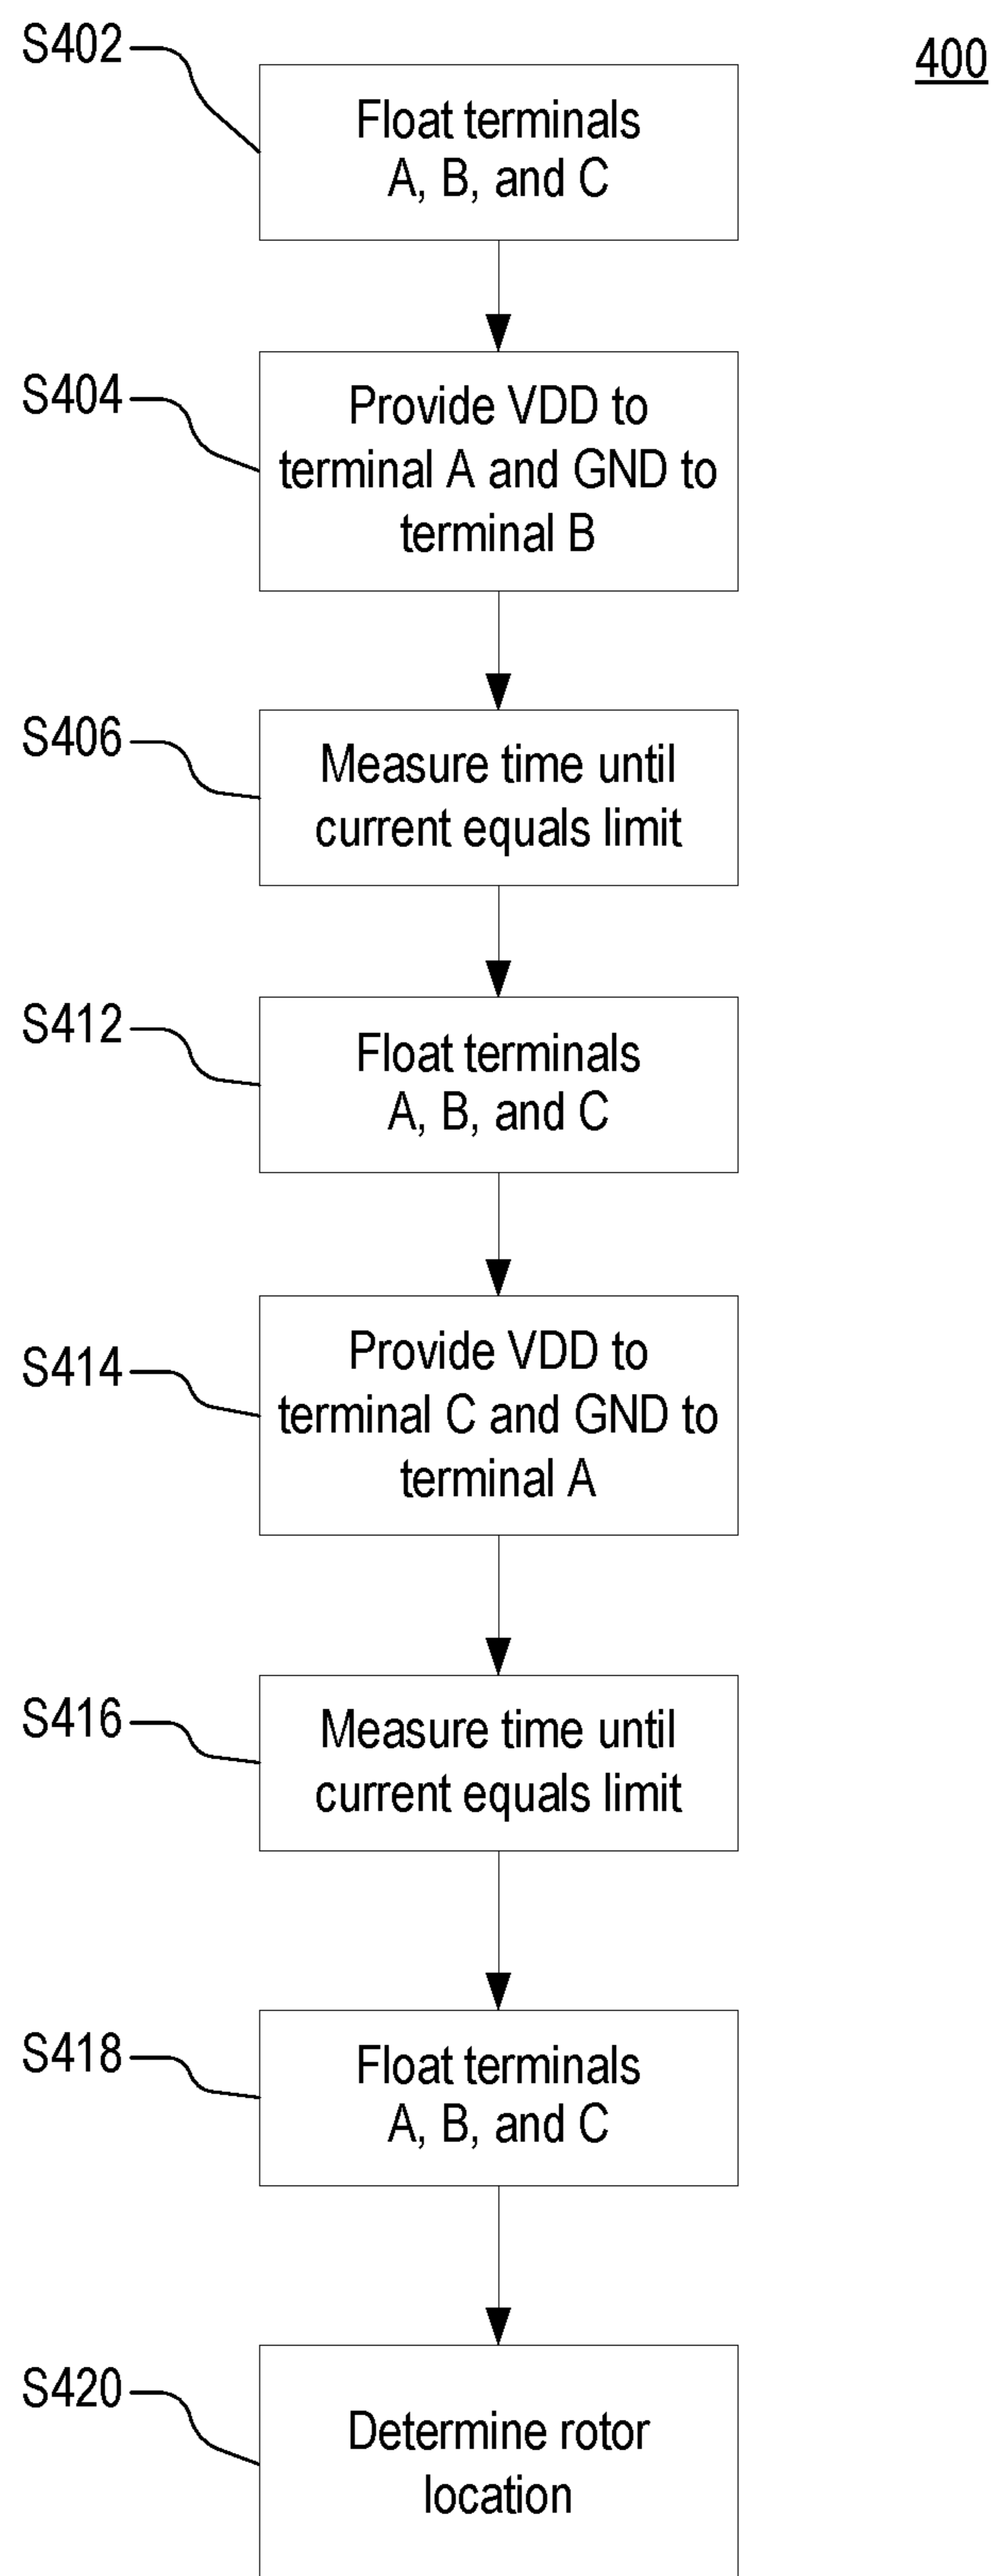 400
S402
Float terminals
A, B, and C
S404
Provide VDD to
terminal A and GND to
terminal B
S406
Measure time until
current equals limit
S412
Float terminals
A, B, and C
S414
Provide VDD to
terminal C and GND to
terminal A
S416
Measure time until
current equals limit
S418
Float terminals
A, B, and C
S420
Determine rotor
location